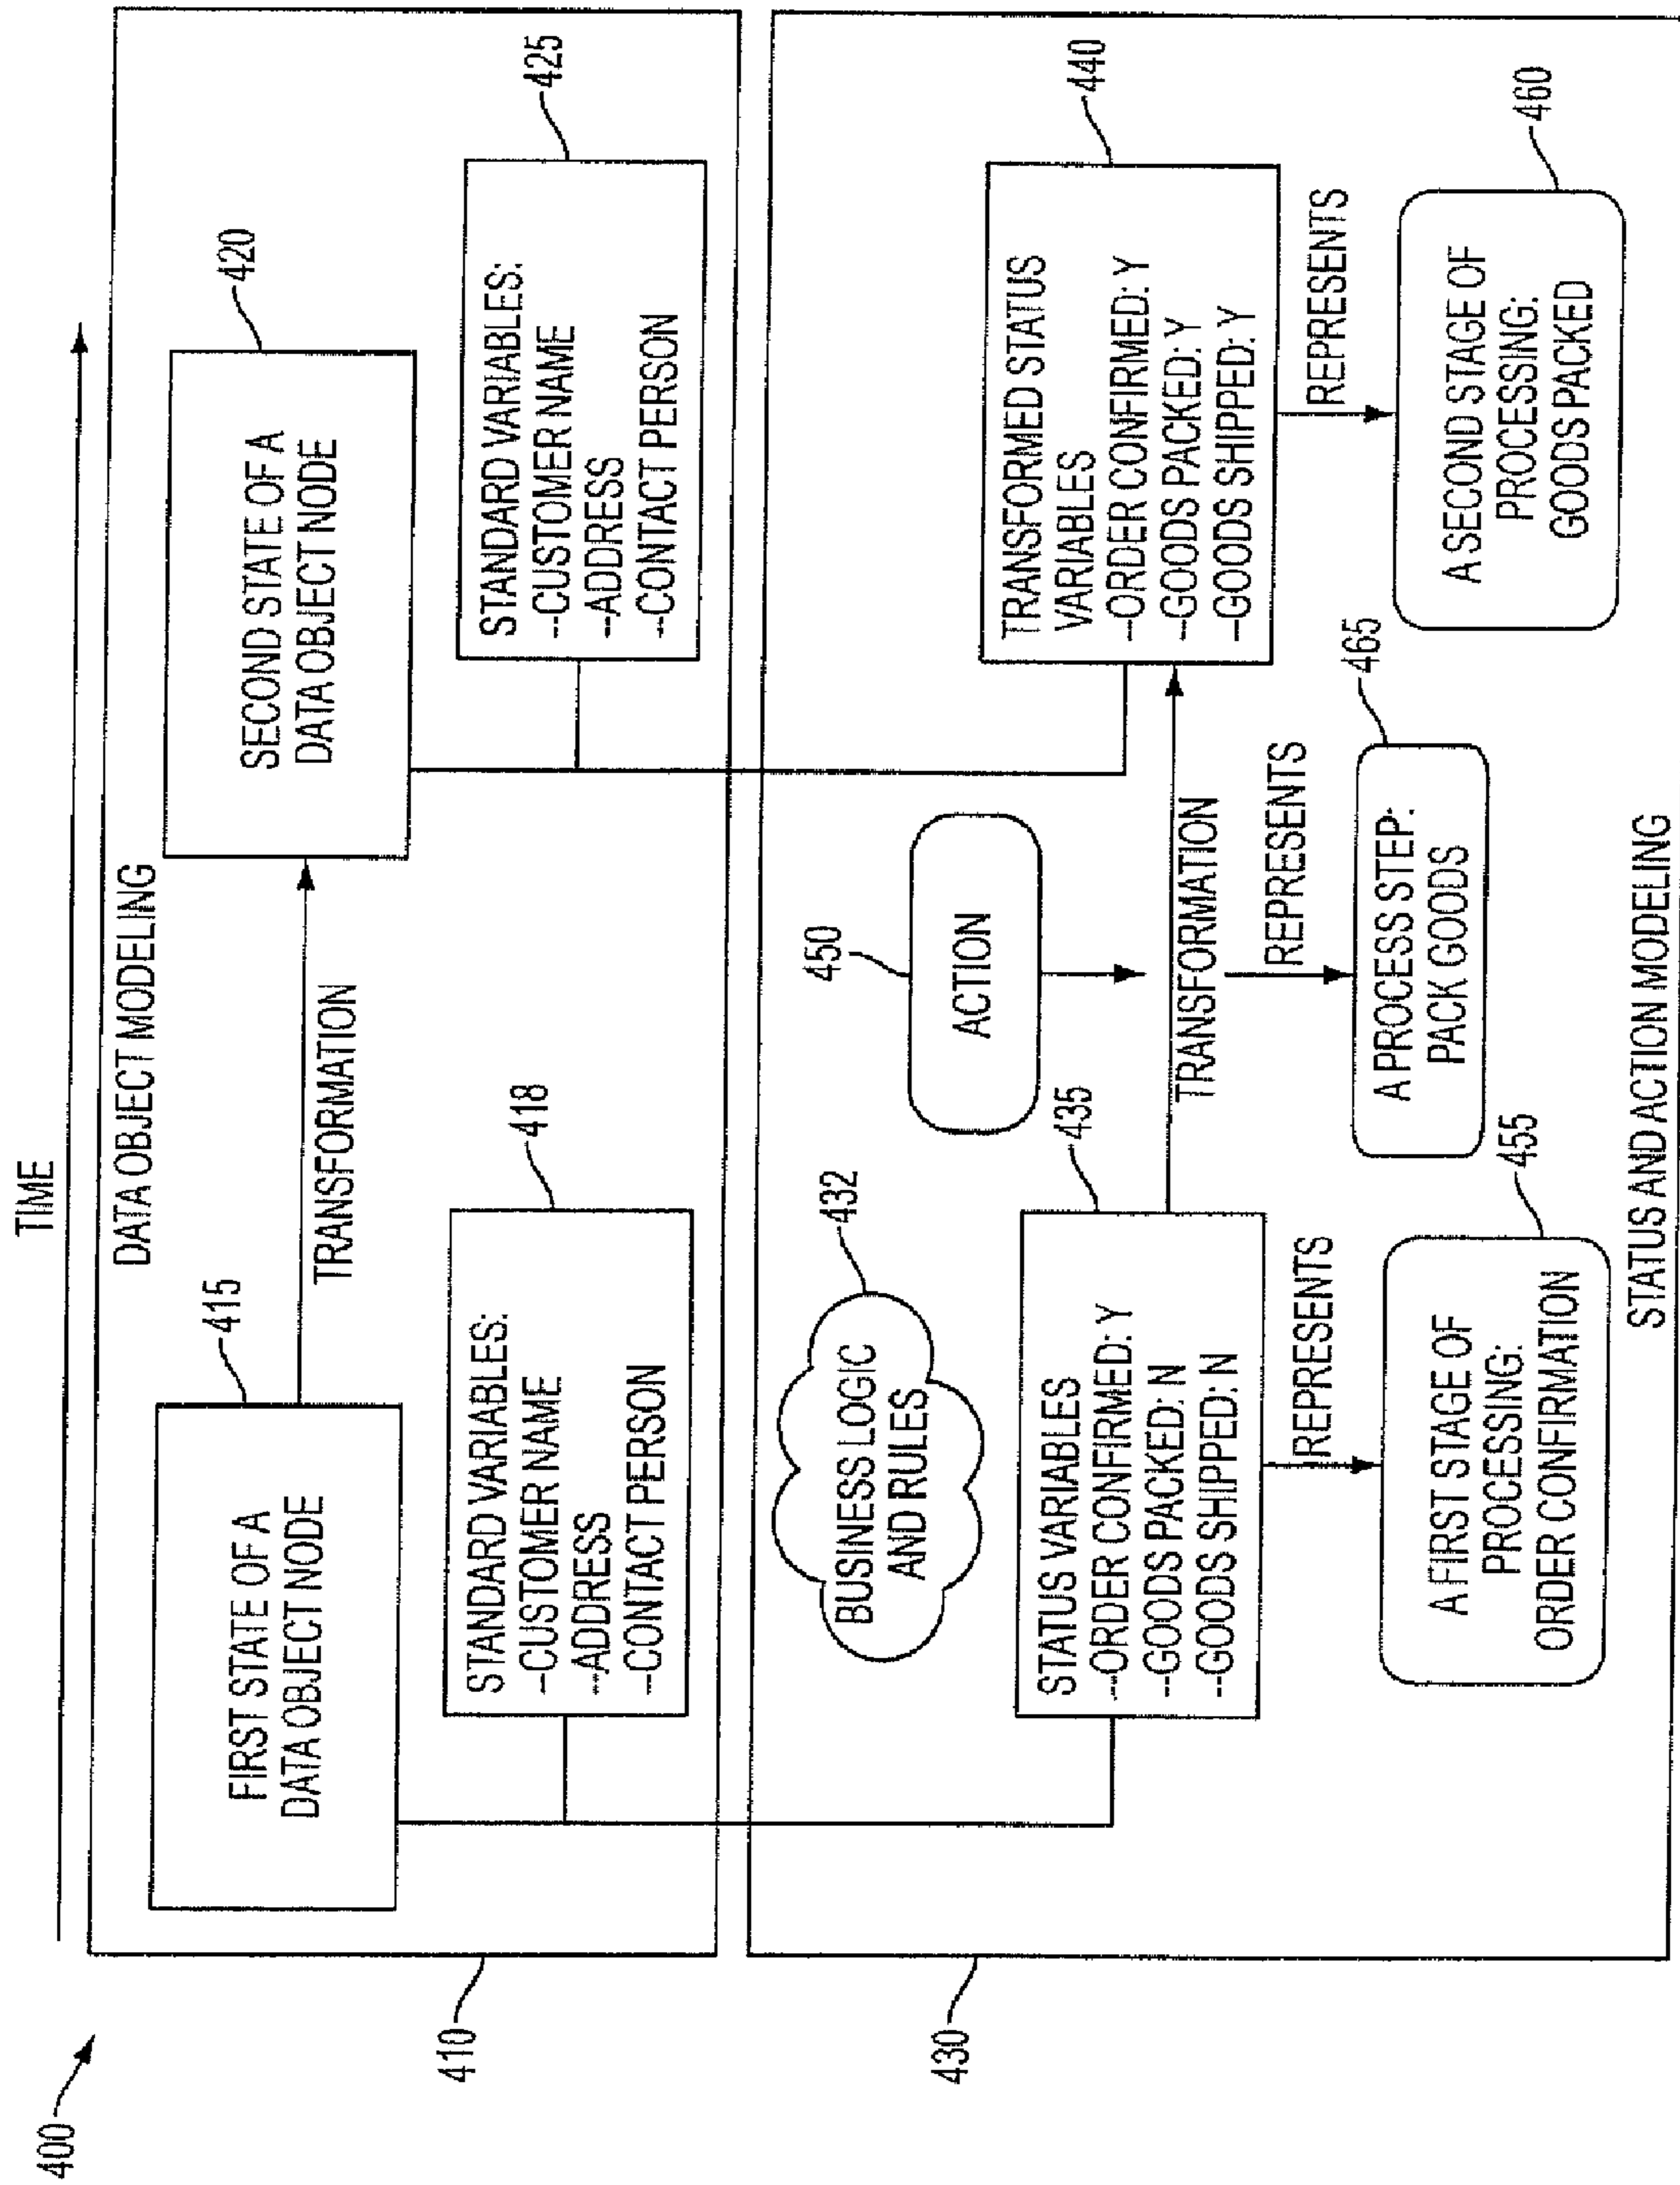 400
TIME
410
DATA OBJECT MODELING
415
FIRST STATE OF A
DATA OBJECT NODE
TRANSFORMATION
420
SECOND STATE OF A
DATA OBJECT NODE
418
STANDARD VARIABLES:
--CUSTOMER NAME
--ADDRESS
--CONTACT PERSON
425
STANDARD VARIABLES:
--CUSTOMER NAME
--ADDRESS
--CONTACT PERSON
430
432
BUSINESS LOGIC
AND RULES
450
ACTION
435
STATUS VARIABLES
--ORDER CONFIRMED: Y
--GOODS PACKED: N
--GOODS SHIPPED: N
TRANSFORMATION
440
TRANSFORMED STATUS
VARIABLES
--ORDER CONFIRMED: Y
--GOODS PACKED: Y
--GOODS SHIPPED: Y
REPRESENTS
REPRESENTS
REPRESENTS
455
A FIRST STAGE OF
PROCESSING:
ORDER CONFIRMATION
465
A PROCESS STEP:
PACK GOODS
460
A SECOND STAGE OF
PROCESSING:
GOODS PACKED
STATUS AND ACTION MODELING